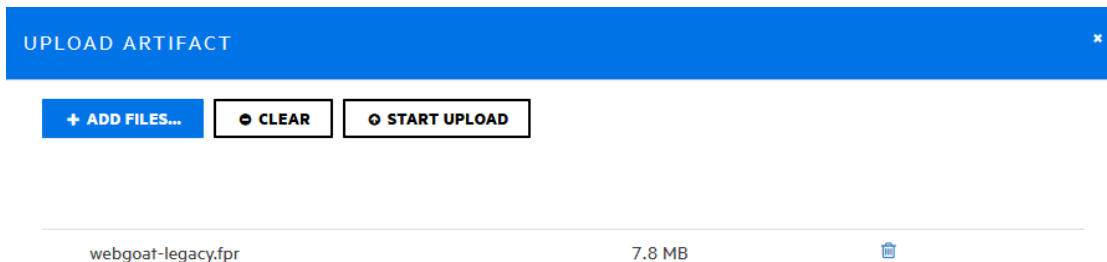 UPLOAD ARTIFACT
+ ADD FILES... CLEAR START UPLOAD
webgoat-legacy.fpr 7.8 MB